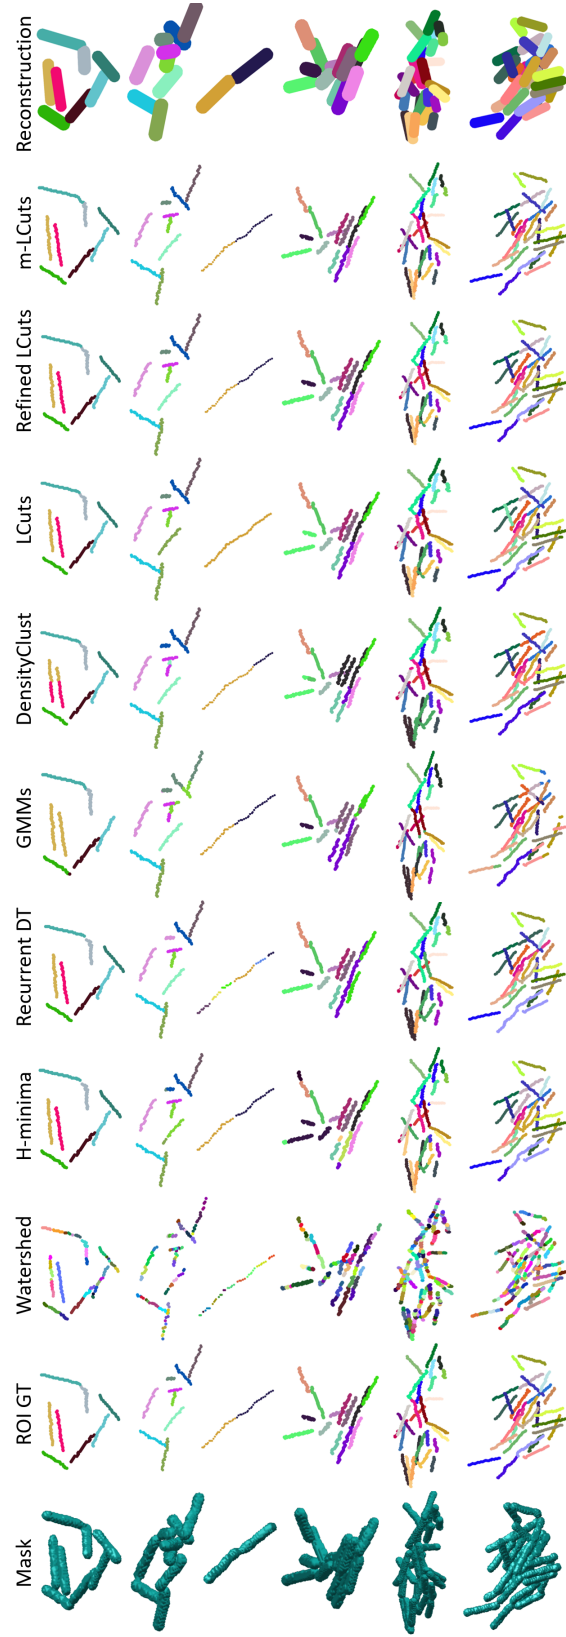 Mask
ROI GT
Watershed
H-minima
Recurrent DT
GMMs
DensityClust
LCuts
Refined LCuts
m-LCuts
Reconstruction